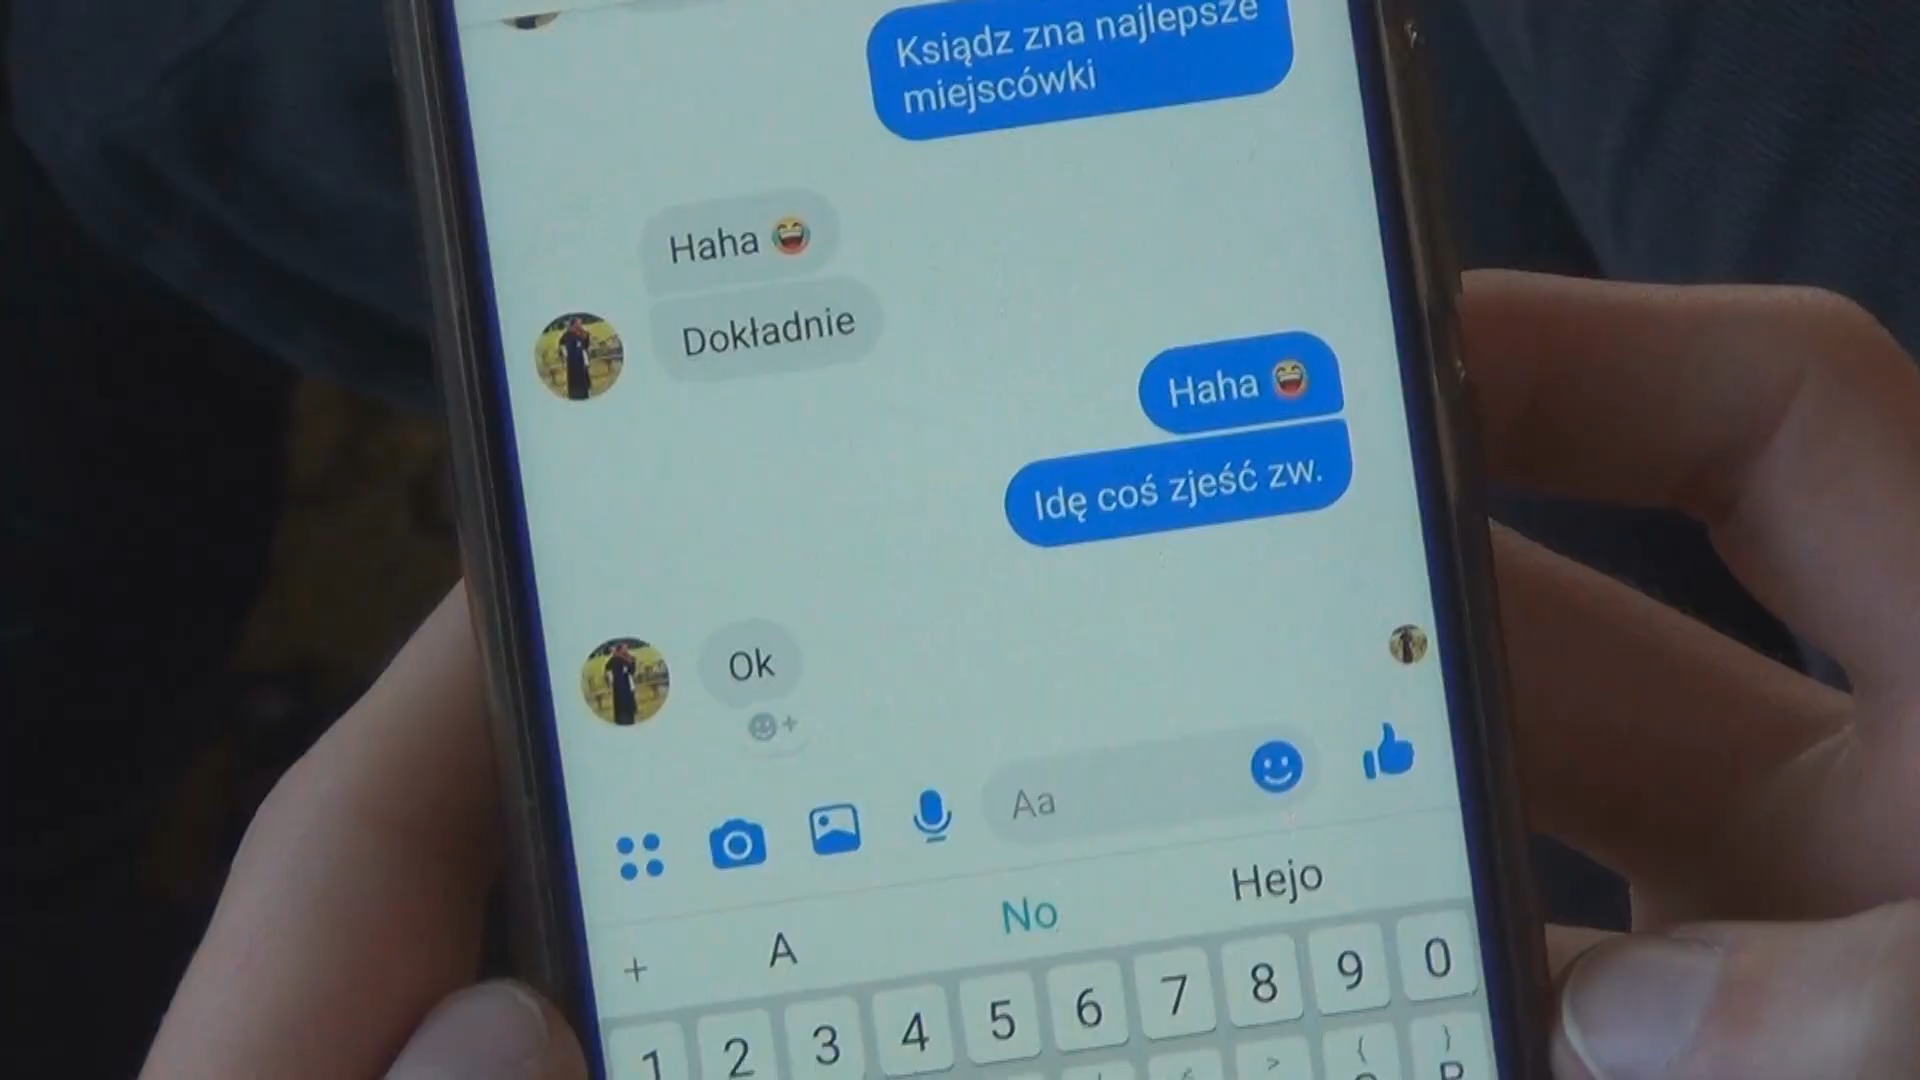 Ksiądz zna najlepsze
miejscówki
Haha 😆
Dokładnie
Haha 😆
Idę coś zjeść zw.
Ok
Aa
+ A No Hejo
1 2 3 4 5 6 7 8 9 0